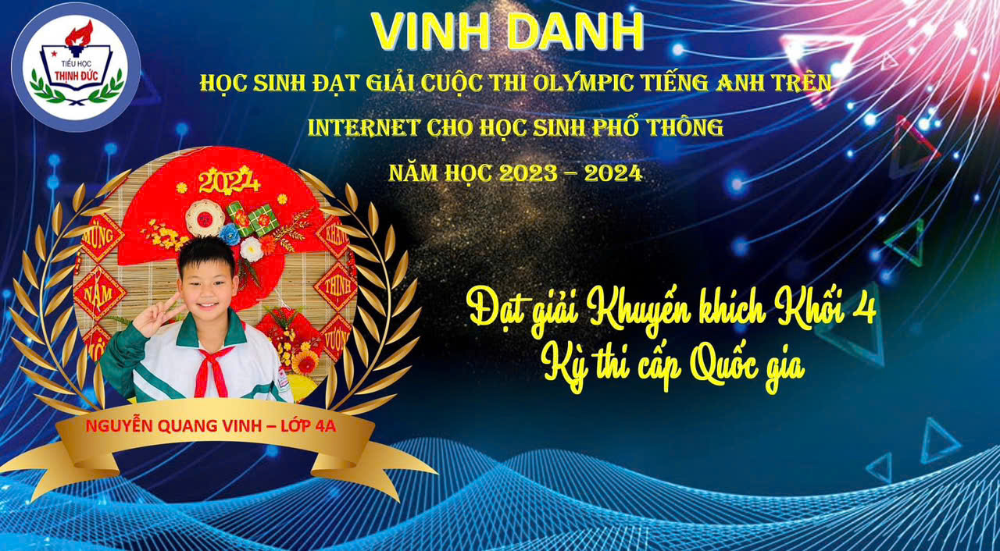 VINH DANH
TIỂU HỌC
THỊNH ĐỨC
HỌC SINH ĐẠT GIẢI CUỘC THI OLYMPIC TIẾNG ANH TRÊN
INTERNET CHO HỌC SINH PHỔ THÔNG
NĂM HỌC 2023 – 2024
2024
MỪNG
NĂM
THỊNH
VƯỢNG
Đạt giải Khuyến khích Khối 4
Kỳ thi cấp Quốc gia
NGUYỄN QUANG VINH – LỚP 4A